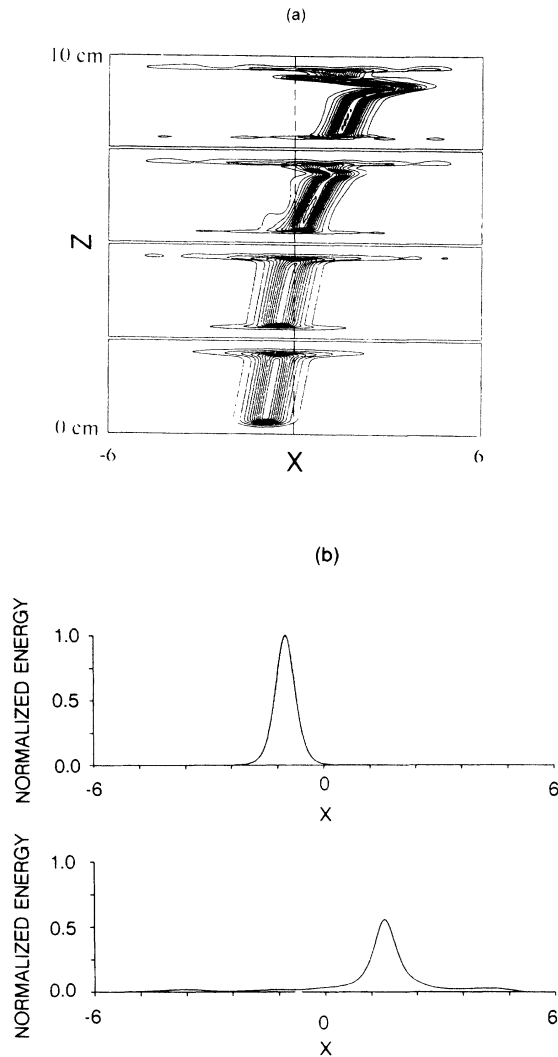 (a)
10 cm
Z
0 cm
-6 X 6
(b)
NORMALIZED ENERGY
1.0
0.5
0.0
-6 0 6
X
NORMALIZED ENERGY
1.0
0.5
0.0
-6 0 6
X